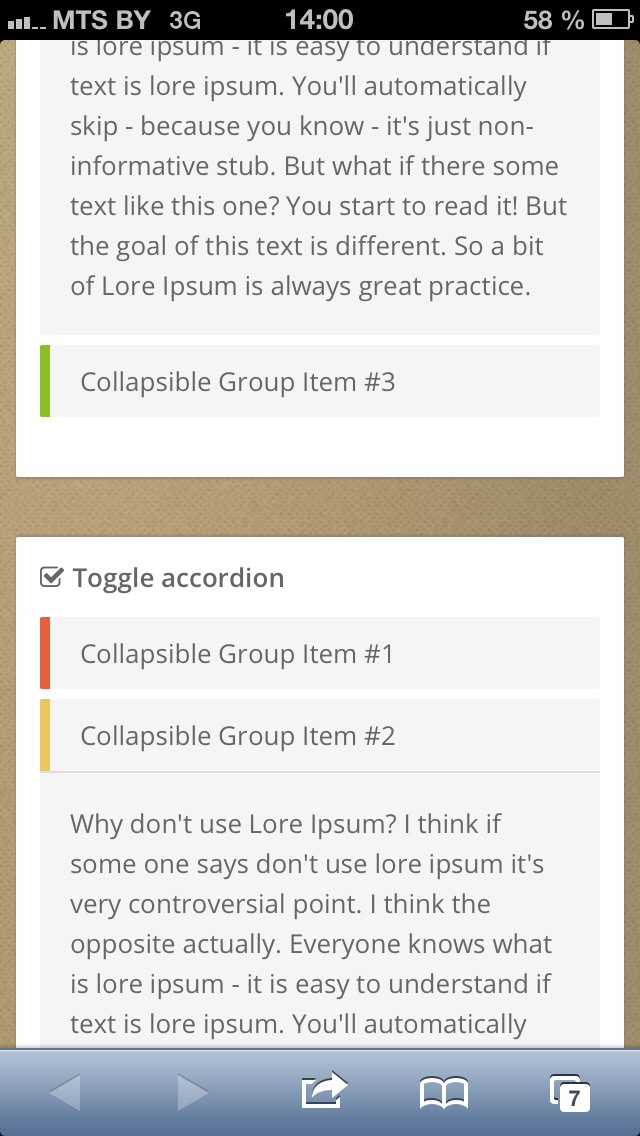 MTS BY 3G 14:00 58 %
is lore ipsum - it is easy to understand if
text is lore ipsum. You'll automatically
skip - because you know - it's just non-
informative stub. But what if there some
text like this one? You start to read it! But
the goal of this text is different. So a bit
of Lore Ipsum is always great practice.
Collapsible Group Item #3
Toggle accordion
Collapsible Group Item #1
Collapsible Group Item #2
Why don't use Lore Ipsum? I think if
some one says don't use lore ipsum it's
very controversial point. I think the
opposite actually. Everyone knows what
is lore ipsum - it is easy to understand if
text is lore ipsum. You'll automatically
7